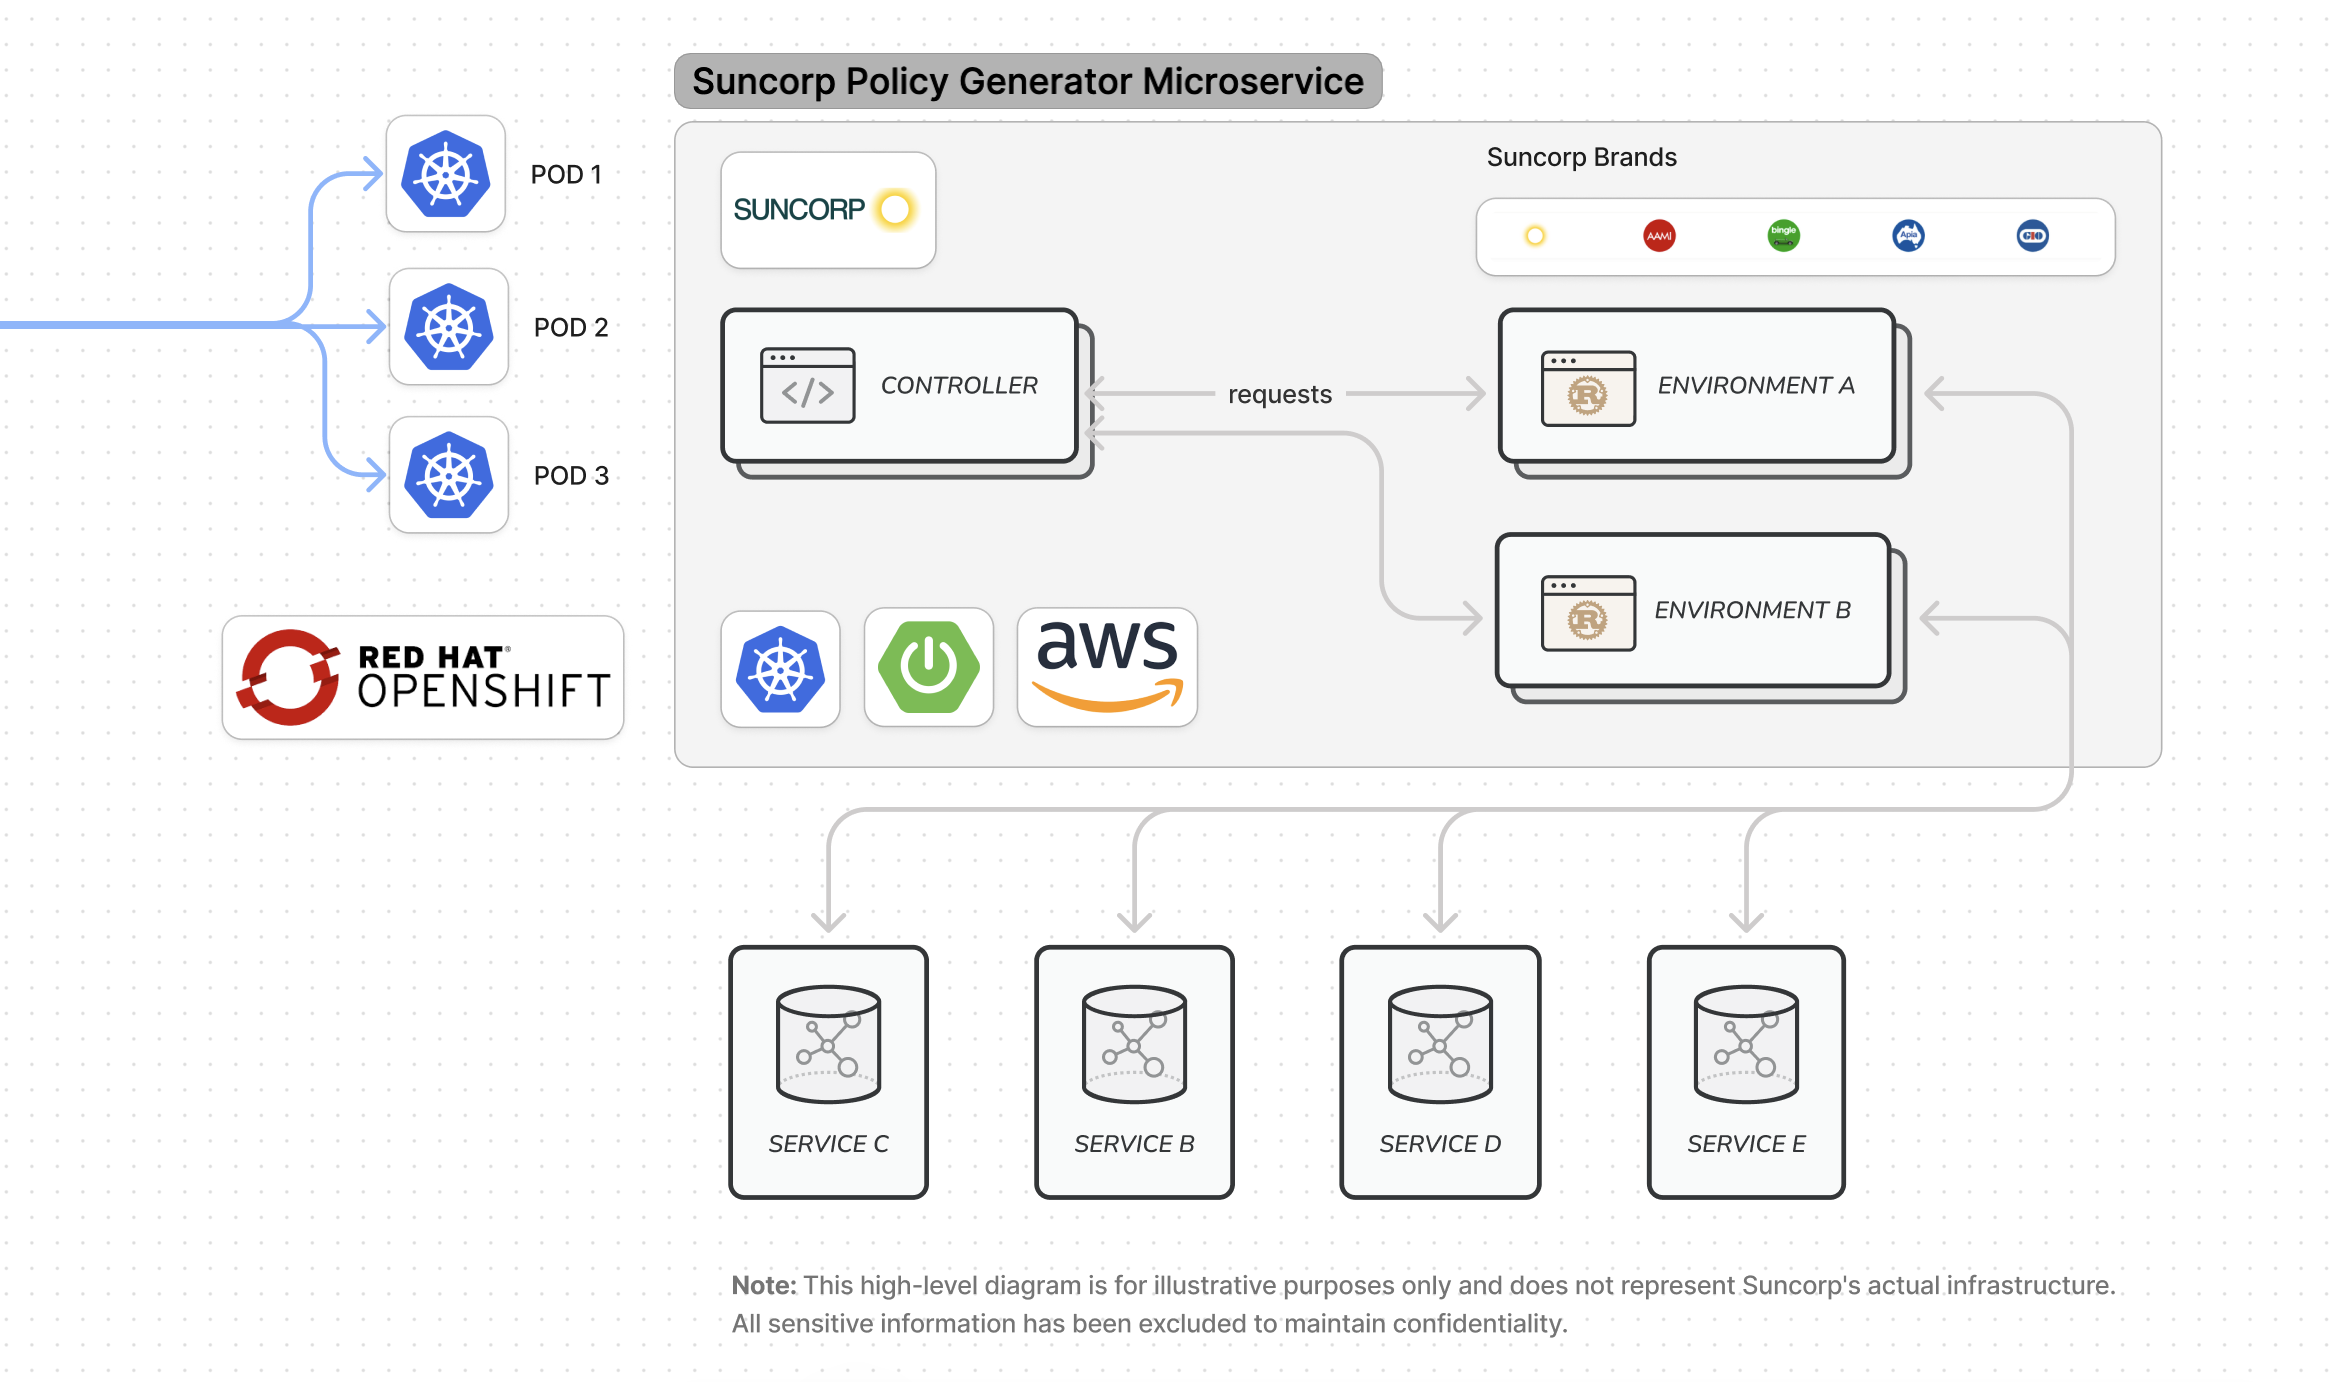 Suncorp Policy Generator Microservice
POD 1
POD 2
POD 3
RED HAT®
OPENSHIFT
SUNCORP
Suncorp Brands
AAMI
bingle
Apia
GIO
CONTROLLER
requests
ENVIRONMENT A
ENVIRONMENT B
aws
SERVICE C
SERVICE B
SERVICE D
SERVICE E
Note: This high-level diagram is for illustrative purposes only and does not represent Suncorp's actual infrastructure.
All sensitive information has been excluded to maintain confidentiality.